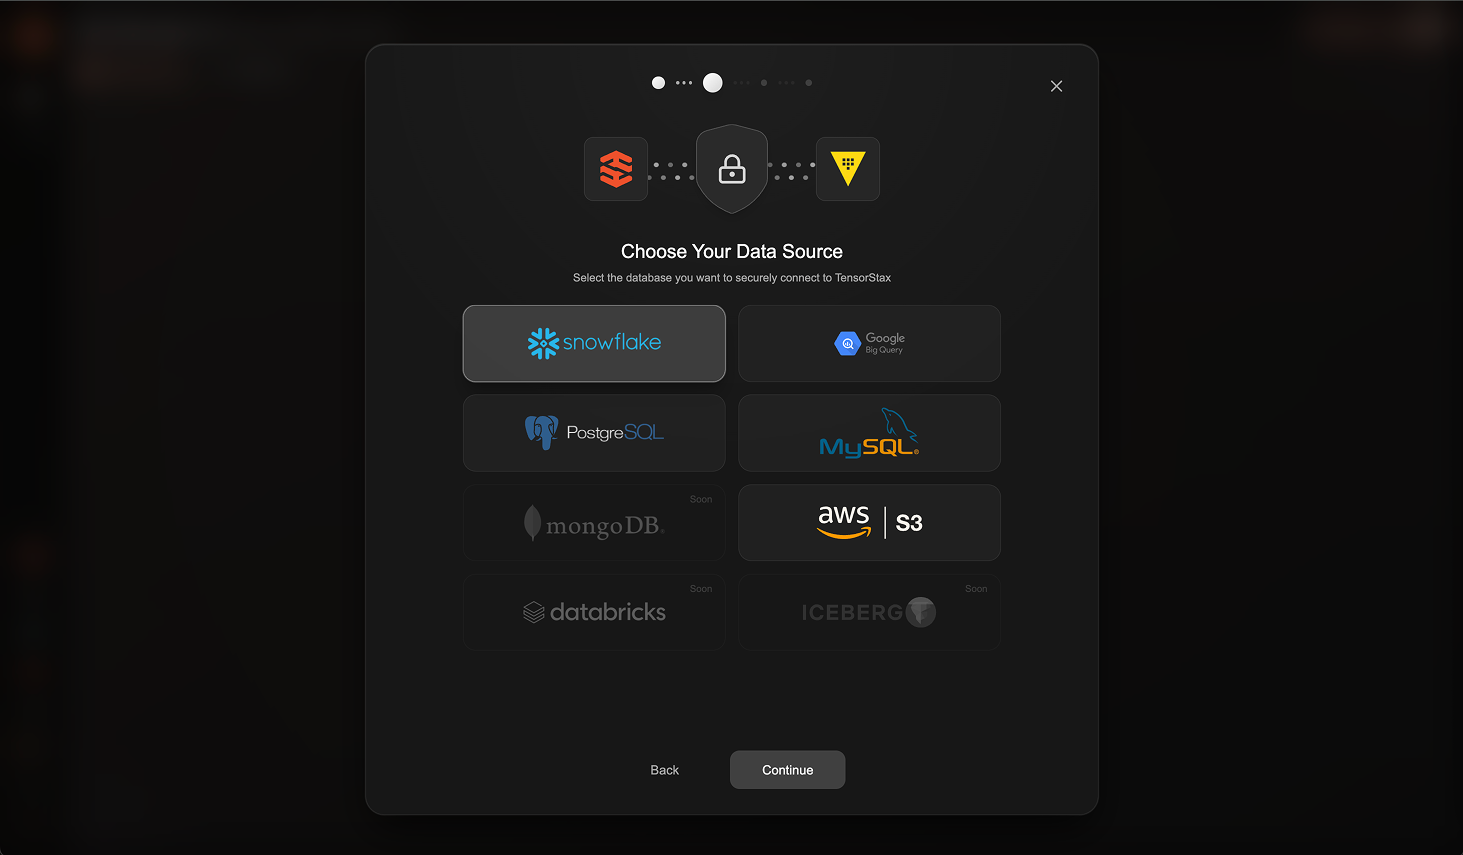 Choose Your Data Source
Select the database you want to securely connect to TensorStax
snowflake
Google
Big Query
PostgreSQL
MySQL®
Soon
mongoDB®
aws | S3
Soon
databricks
Soon
ICEBERG
Back
Continue